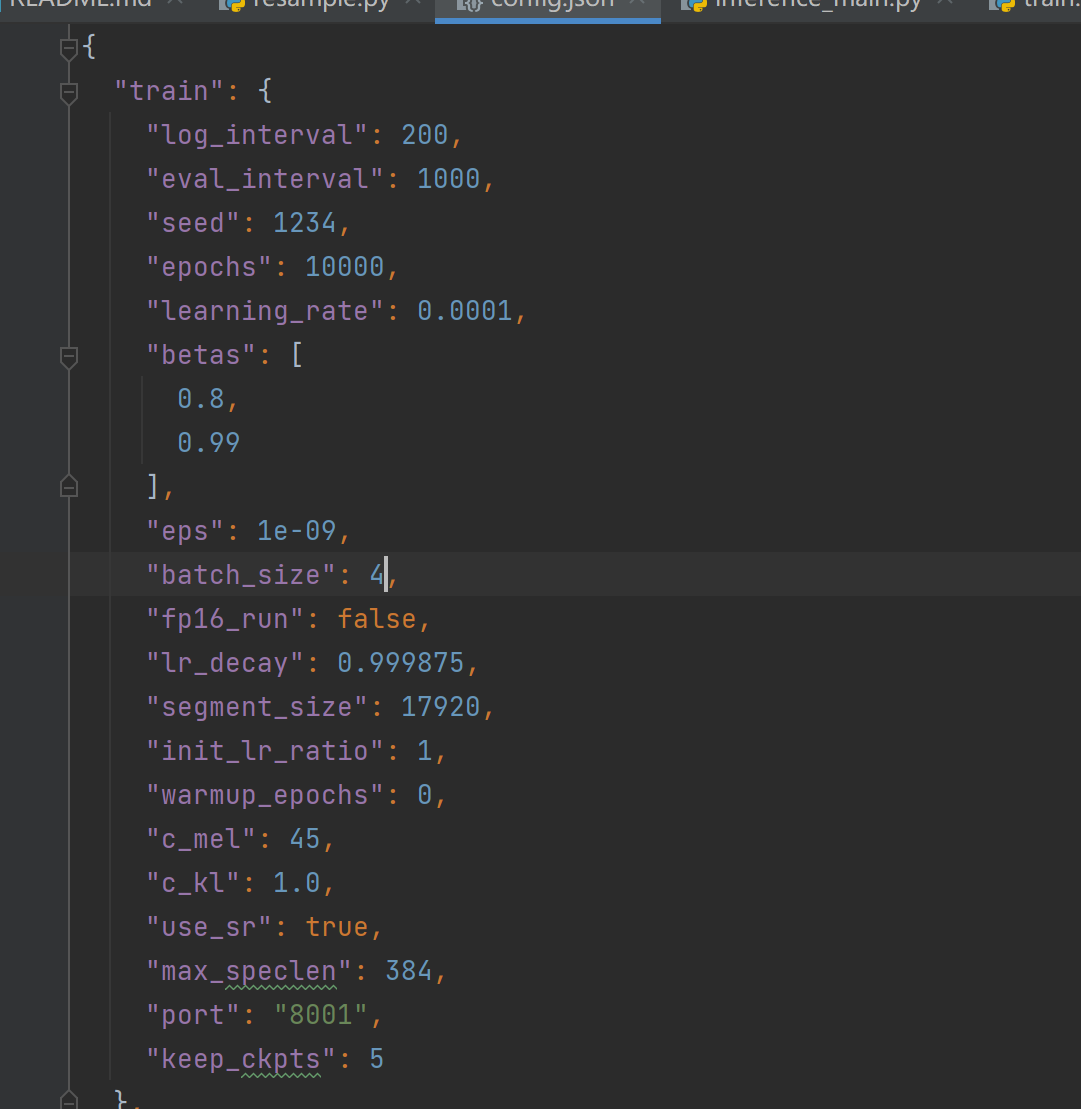 README.md resample.py config.json inference_main.py train.
{
"train": {
"log_interval": 200,
"eval_interval": 1000,
"seed": 1234,
"epochs": 10000,
"learning_rate": 0.0001,
"betas": [
0.8,
0.99
],
"eps": 1e-09,
"batch_size": 4,
"fp16_run": false,
"lr_decay": 0.999875,
"segment_size": 17920,
"init_lr_ratio": 1,
"warmup_epochs": 0,
"c_mel": 45,
"c_kl": 1.0,
"use_sr": true,
"max_speclen": 384,
"port": "8001",
"keep_ckpts": 5
},